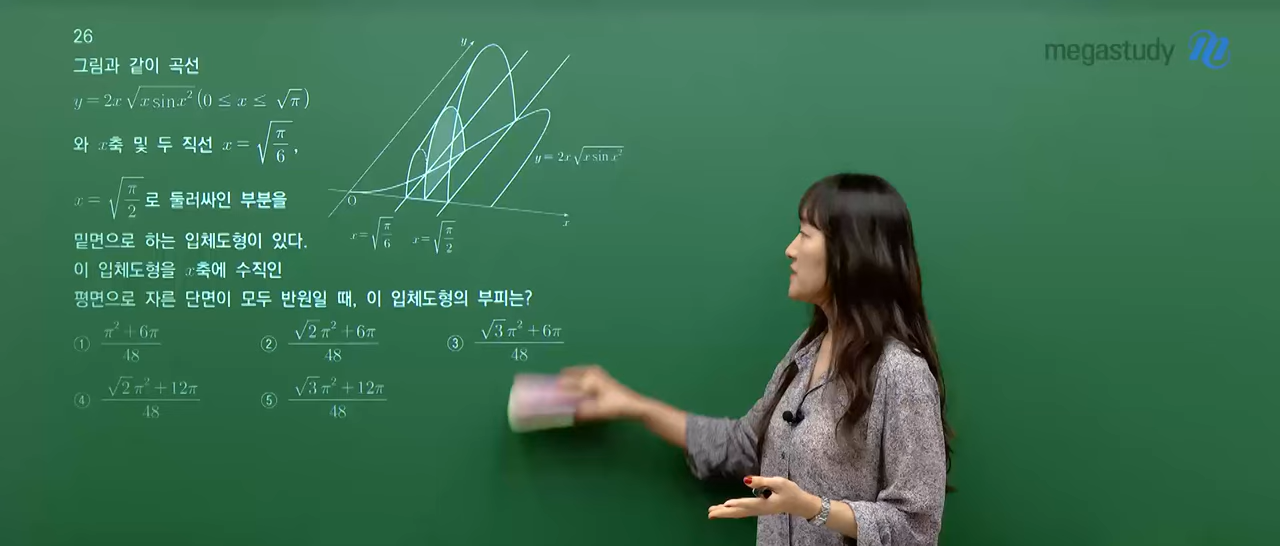 26
그림과 같이 곡선
y=2x√(x sin x²) (0 ≤ x ≤ √π)
와 x축 및 두 직선 x=√(π/6),
x=√(π/2)로 둘러싸인 부분을
밑면으로 하는 입체도형이 있다.
이 입체도형을 x축에 수직인
평면으로 자른 단면이 모두 반원일 때, 이 입체도형의 부피는?
① (π²+6π)/48 ② (√2π²+6π)/48 ③ (√3π²+6π)/48
④ (√2π²+12π)/48 ⑤ (√3π²+12π)/48
y
y=2x√(x sin x²)
O
x
x=√(π/6) x=√(π/2)
megastudy